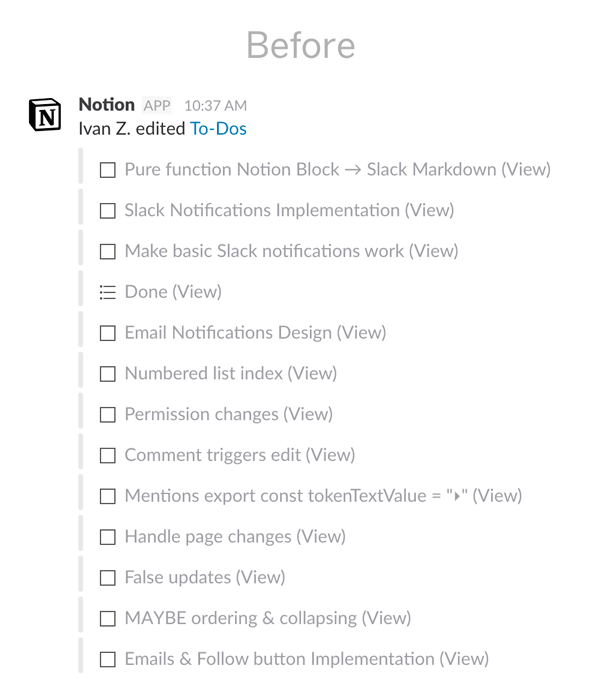 Before
N
Notion APP 10:37 AM
Ivan Z. edited To-Dos
Pure function Notion Block → Slack Markdown (View)
Slack Notifications Implementation (View)
Make basic Slack notifications work (View)
Done (View)
Email Notifications Design (View)
Numbered list index (View)
Permission changes (View)
Comment triggers edit (View)
Mentions export const tokenTextValue = "‣" (View)
Handle page changes (View)
False updates (View)
MAYBE ordering & collapsing (View)
Emails & Follow button Implementation (View)